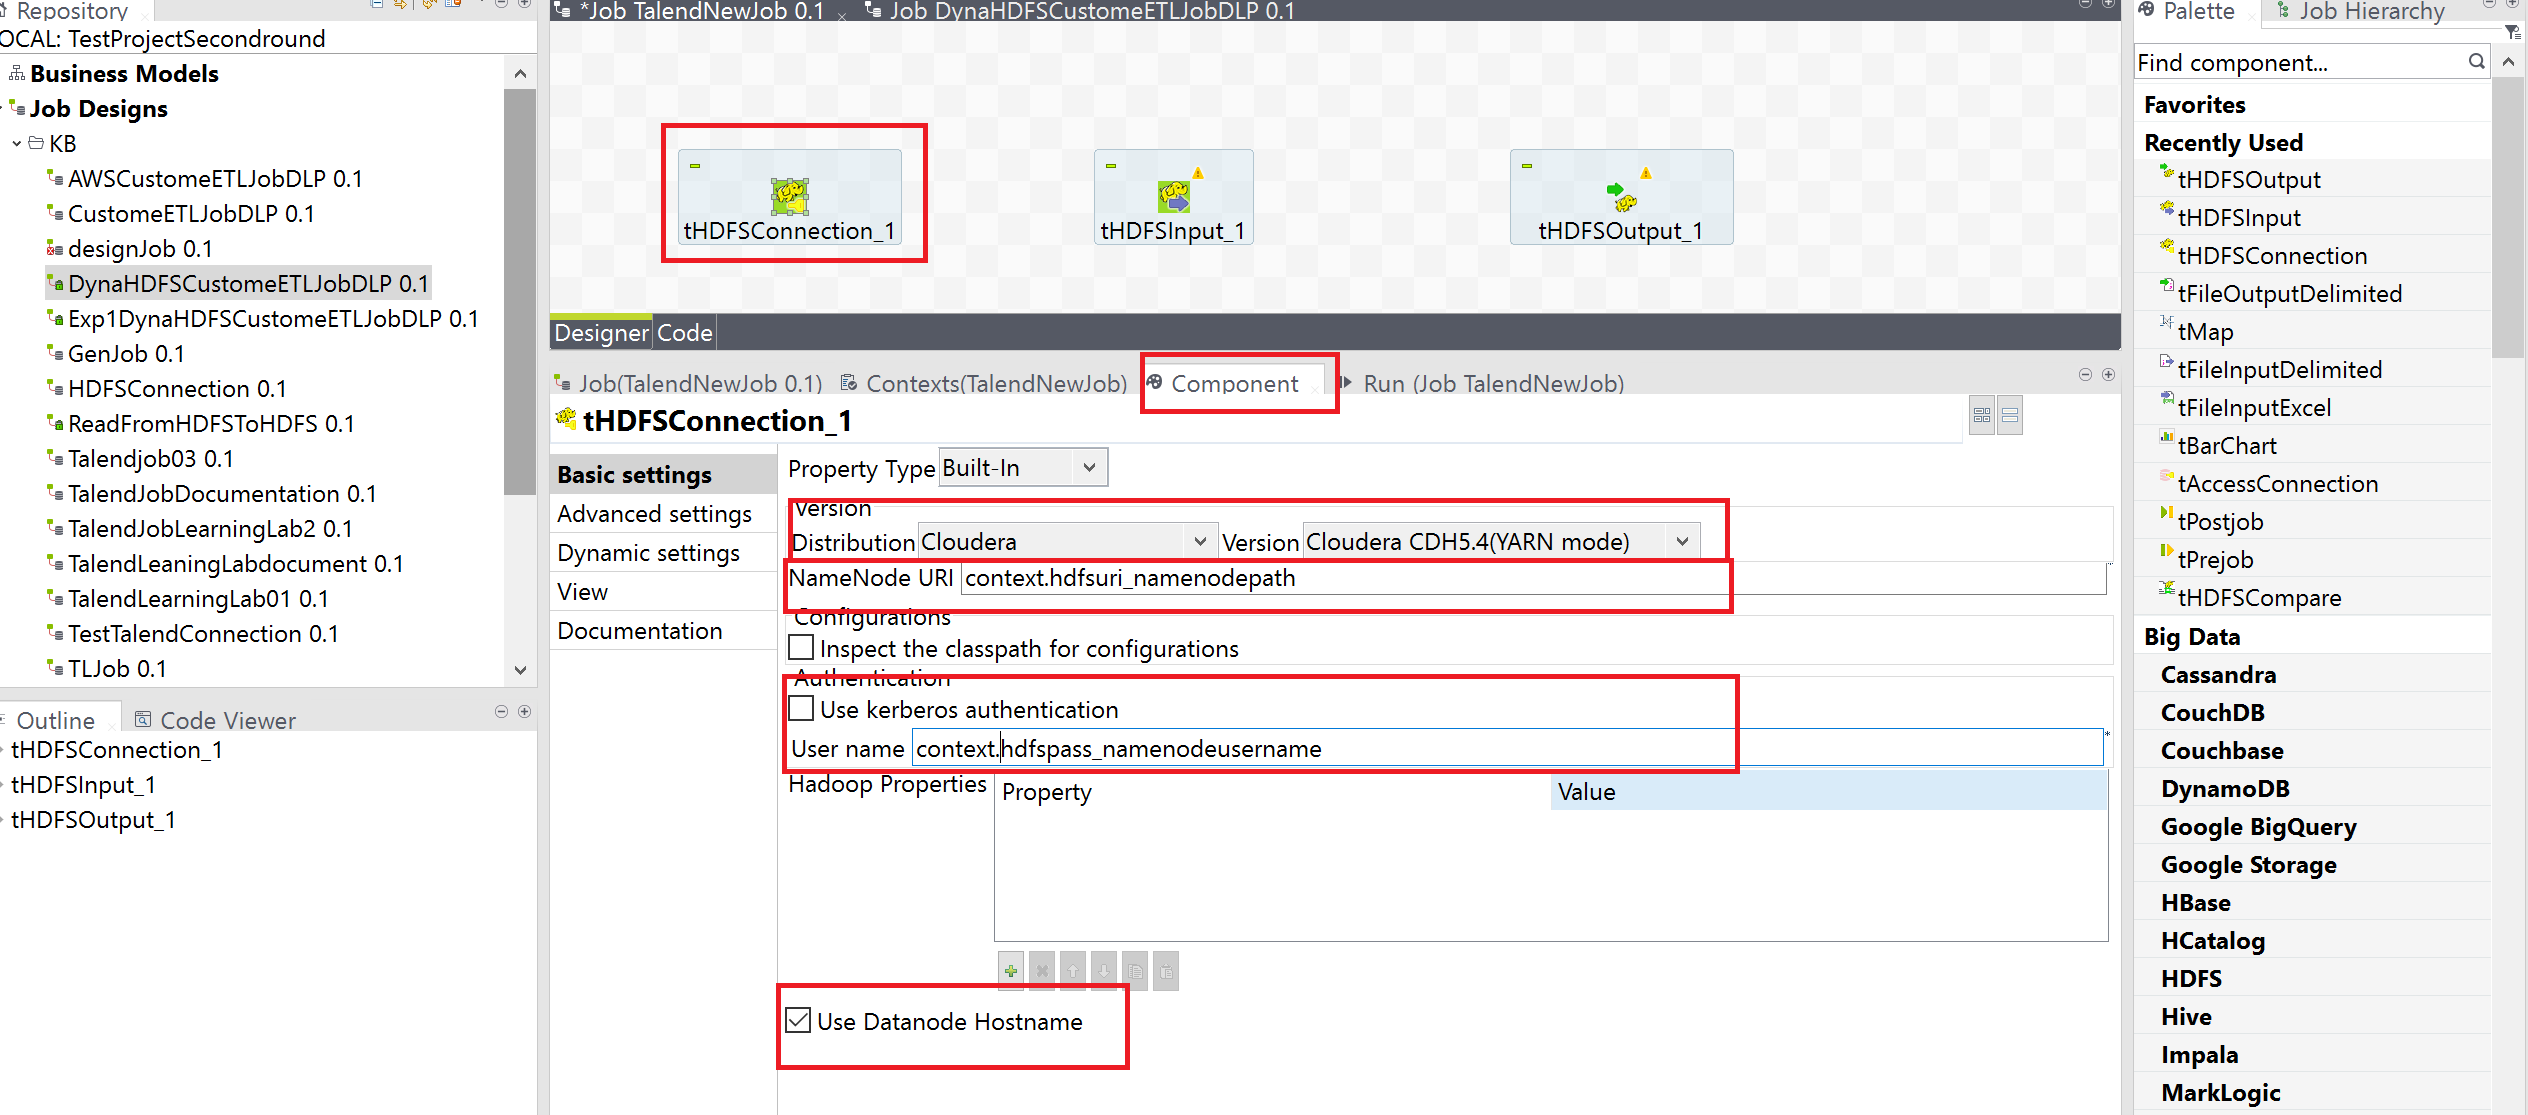 Repository
OCAL: TestProjectSecondround
Business Models
Job Designs
KB
AWSCustomeETLJobDLP 0.1
CustomeETLJobDLP 0.1
designJob 0.1
DynaHDFSCustomeETLJobDLP 0.1
Exp1DynaHDFSCustomeETLJobDLP 0.1
GenJob 0.1
HDFSConnection 0.1
ReadFromHDFSToHDFS 0.1
Talendjob03 0.1
TalendJobDocumentation 0.1
TalendJobLearningLab2 0.1
TalendLeaningLabdocument 0.1
TalendLearningLab01 0.1
TestTalendConnection 0.1
TLJob 0.1
Outline
Code Viewer
tHDFSConnection_1
tHDFSInput_1
tHDFSOutput_1
*Job TalendNewJob 0.1
Job DynaHDFSCustomeETLJobDLP 0.1
tHDFSConnection_1
tHDFSInput_1
tHDFSOutput_1
Designer
Code
Job(TalendNewJob 0.1)
Contexts(TalendNewJob)
Component
Run (Job TalendNewJob)
tHDFSConnection_1
Basic settings
Advanced settings
Dynamic settings
View
Documentation
Property Type Built-In
Version
Distribution Cloudera Version Cloudera CDH5.4(YARN mode)
NameNode URI context.hdfsuri_namenodepath *
Configurations
Inspect the classpath for configurations
Authentication
Use kerberos authentication
User name context.hdfspass_namenodeusername *
Hadoop Properties
Property Value
Use Datanode Hostname
Palette
Job Hierarchy
Find component...
Favorites
Recently Used
tHDFSOutput
tHDFSInput
tHDFSConnection
tFileOutputDelimited
tMap
tFileInputDelimited
tFileInputExcel
tBarChart
tAccessConnection
tPostjob
tPrejob
tHDFSCompare
Big Data
Cassandra
CouchDB
Couchbase
DynamoDB
Google BigQuery
Google Storage
HBase
HCatalog
HDFS
Hive
Impala
MarkLogic